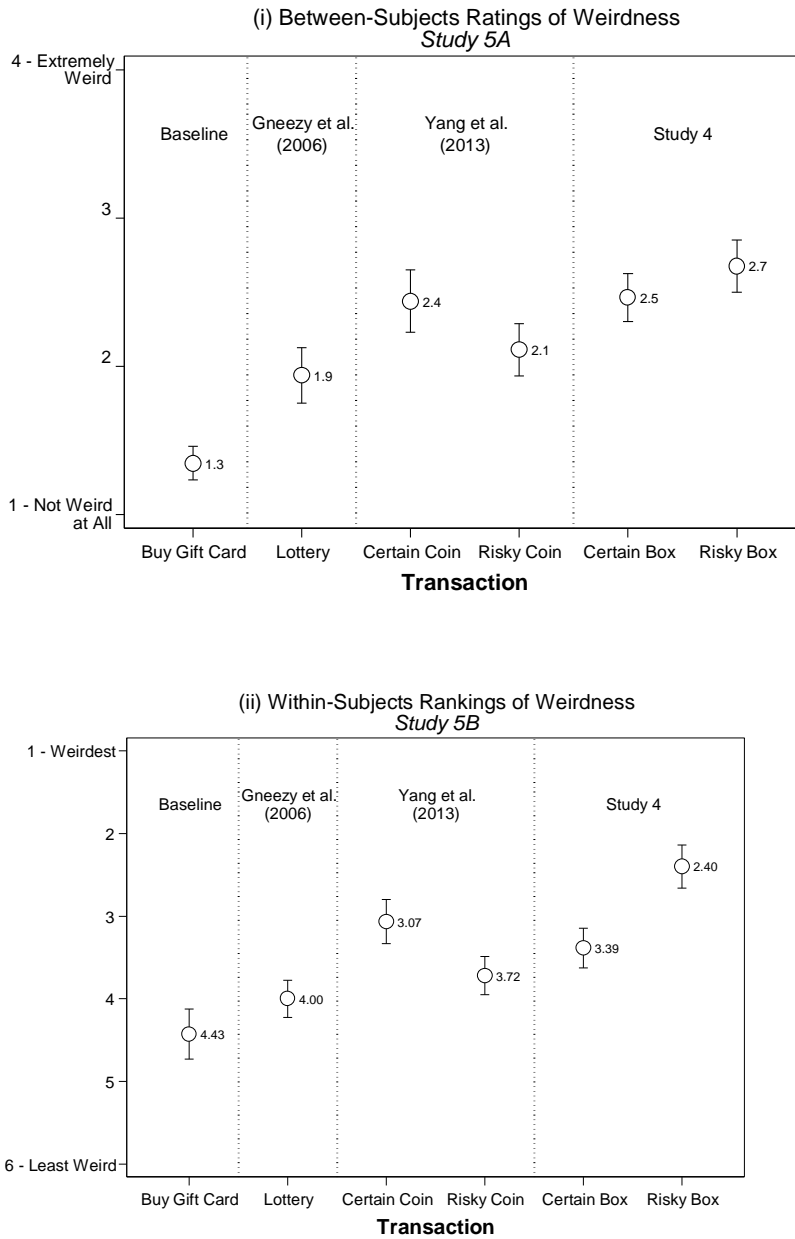 (i) Between-Subjects Ratings of Weirdness
Study 5A
4 - Extremely
Weird
3
2
1 - Not Weird
at All
Baseline
Gneezy et al.
(2006)
Yang et al.
(2013)
Study 4
1.3
1.9
2.4
2.1
2.5
2.7
Buy Gift Card
Lottery
Certain Coin
Risky Coin
Certain Box
Risky Box
Transaction
(ii) Within-Subjects Rankings of Weirdness
Study 5B
1 - Weirdest
2
3
4
5
6 - Least Weird
Baseline
Gneezy et al.
(2006)
Yang et al.
(2013)
Study 4
4.43
4.00
3.07
3.72
3.39
2.40
Buy Gift Card
Lottery
Certain Coin
Risky Coin
Certain Box
Risky Box
Transaction